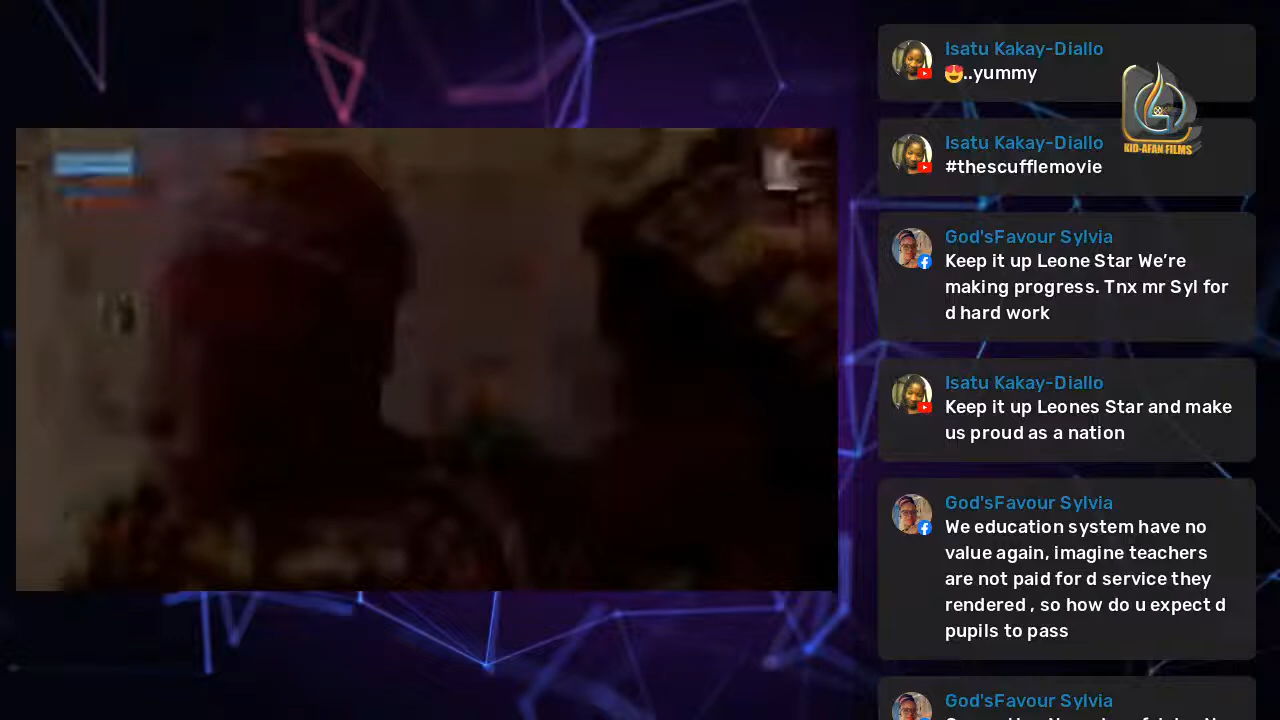 Isatu Kakay-Diallo
😍..yummy
KID-AFAN FILMS
Isatu Kakay-Diallo
#thescufflemovie
God'sFavour Sylvia
Keep it up Leone Star We’re
making progress. Tnx mr Syl for
d hard work
Isatu Kakay-Diallo
Keep it up Leones Star and make
us proud as a nation
God'sFavour Sylvia
We education system have no
value again, imagine teachers
are not paid for d service they
rendered , so how do u expect d
pupils to pass
God'sFavour Sylvia